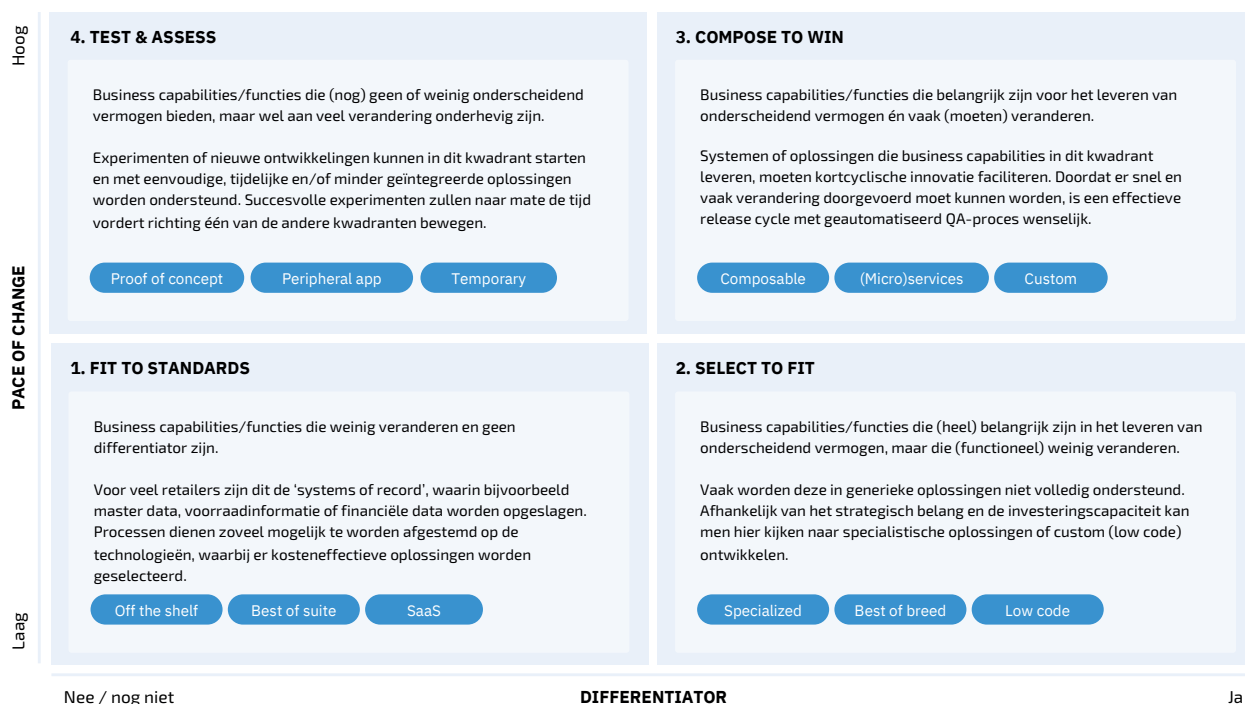 Hoog
4. TEST & ASSESS
Business capabilities/functies die (nog) geen of weinig onderscheidend
vermogen bieden, maar wel aan veel verandering onderhevig zijn.
Experimenten of nieuwe ontwikkelingen kunnen in dit kwadrant starten
en met eenvoudige, tijdelijke en/of minder geïntegreerde oplossingen
worden ondersteund. Succesvolle experimenten zullen naar mate de tijd
vordert richting één van de andere kwadranten bewegen.
Proof of concept
Peripheral app
Temporary
3. COMPOSE TO WIN
Business capabilities/functies die belangrijk zijn voor het leveren van
onderscheidend vermogen én vaak (moeten) veranderen.
Systemen of oplossingen die business capabilities in dit kwadrant
leveren, moeten kortcyclische innovatie faciliteren. Doordat er snel en
vaak verandering doorgevoerd moet kunnen worden, is een effectieve
release cycle met geautomatiseerd QA-proces wenselijk.
Composable
(Micro)services
Custom
PACE OF CHANGE
1. FIT TO STANDARDS
Business capabilities/functies die weinig veranderen en geen
differentiator zijn.
Voor veel retailers zijn dit de ‘systems of record’, waarin bijvoorbeeld
master data, voorraadinformatie of financiële data worden opgeslagen.
Processen dienen zoveel mogelijk te worden afgestemd op de
technologieën, waarbij er kosteneffectieve oplossingen worden
geselecteerd.
Off the shelf
Best of suite
SaaS
2. SELECT TO FIT
Business capabilities/functies die (heel) belangrijk zijn in het leveren van
onderscheidend vermogen, maar die (functioneel) weinig veranderen.
Vaak worden deze in generieke oplossingen niet volledig ondersteund.
Afhankelijk van het strategisch belang en de investeringscapaciteit kan
men hier kijken naar specialistische oplossingen of custom (low code)
ontwikkelen.
Specialized
Best of breed
Low code
Laag
Nee / nog niet
DIFFERENTIATOR
Ja